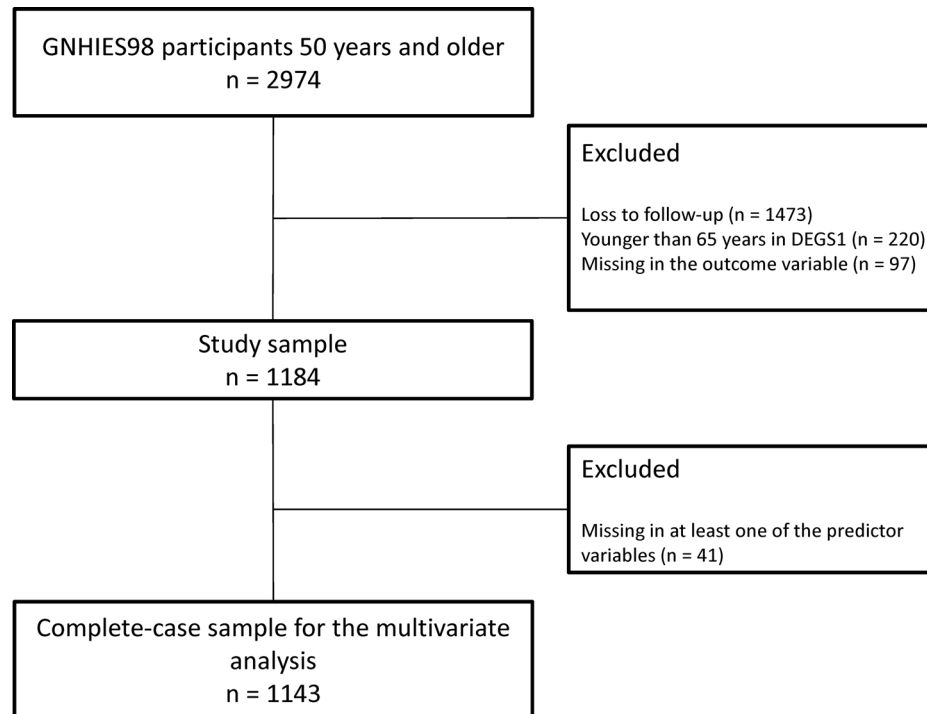 GNHIES98 participants 50 years and older
n = 2974
Excluded
Loss to follow-up (n = 1473)
Younger than 65 years in DEGS1 (n = 220)
Missing in the outcome variable (n = 97)
Study sample
n = 1184
Excluded
Missing in at least one of the predictor
variables (n = 41)
Complete-case sample for the multivariate
analysis
n = 1143